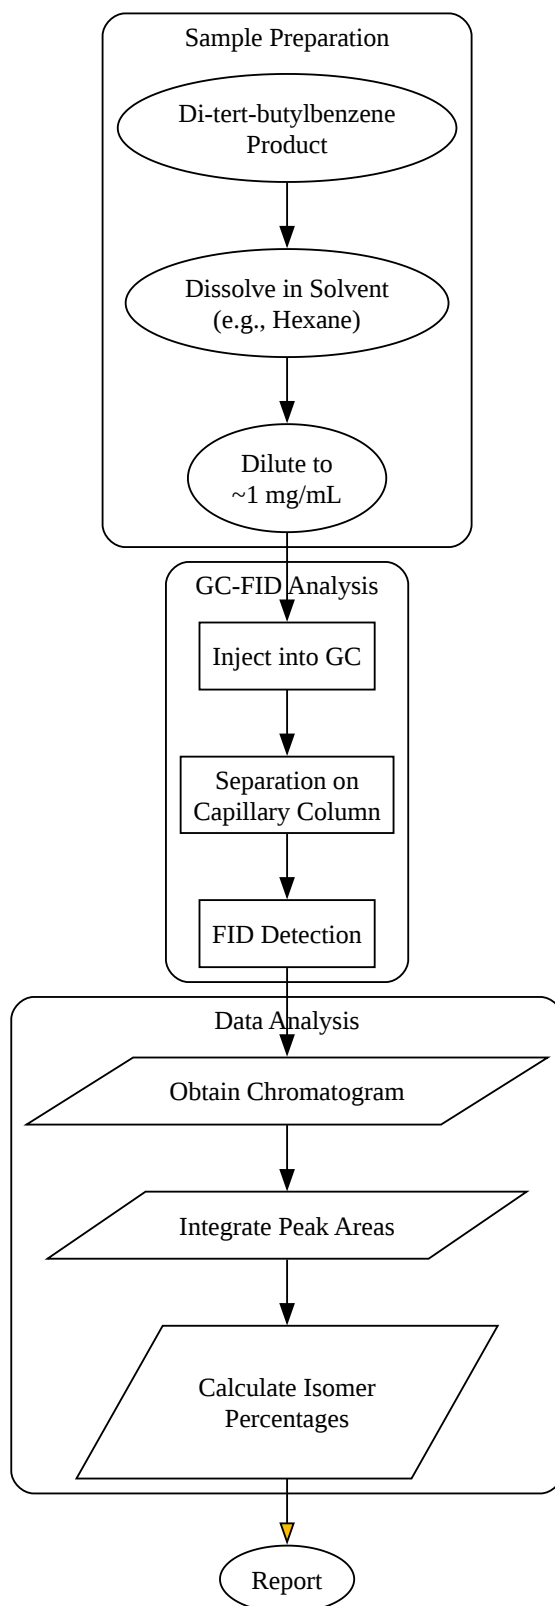 Sample Preparation
Di-tert-butylbenzene
Product
Dissolve in Solvent
(e.g., Hexane)
Dilute to
~1 mg/mL
GC-FID Analysis
Inject into GC
Separation on
Capillary Column
FID Detection
Data Analysis
Obtain Chromatogram
Integrate Peak Areas
Calculate Isomer
Percentages
Report